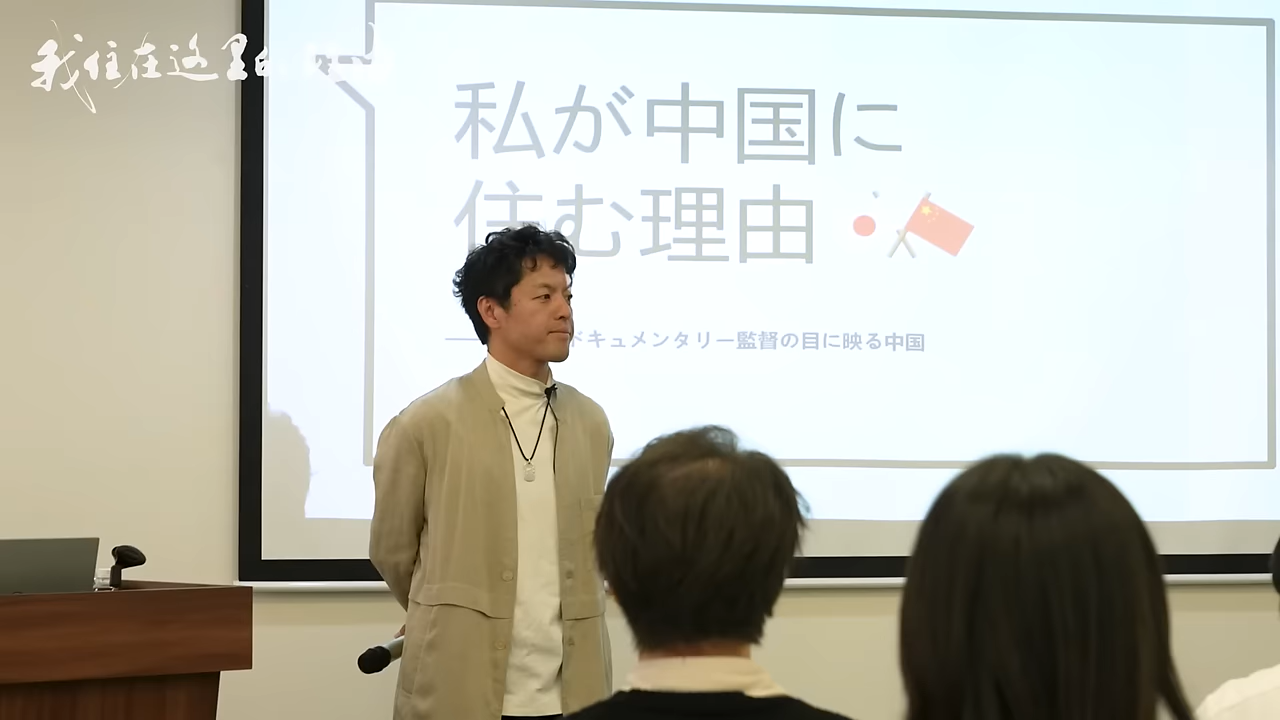 我住在这里的
私が中国に
住む理由
ドキュメンタリー監督の目に映る中国